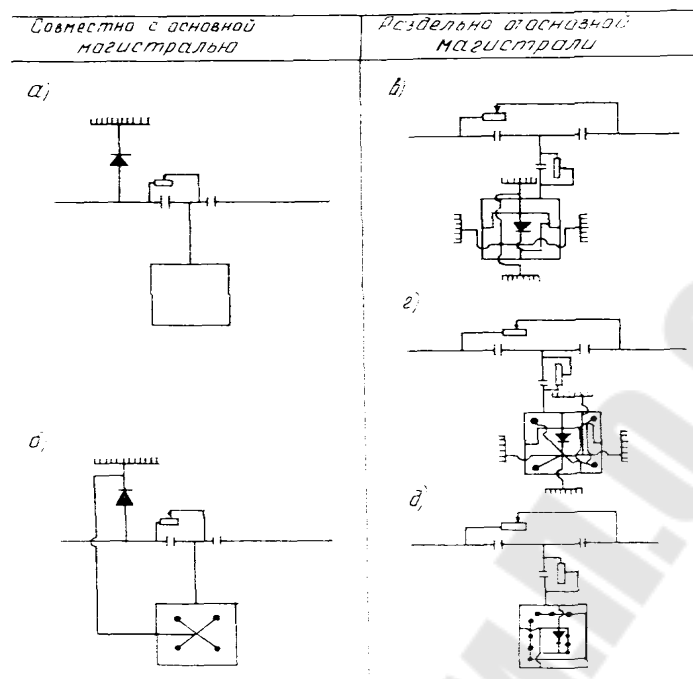 Совместно с основной
магистралью
Раздельно от основной
магистрали
а)
б)
в)
г)
д)